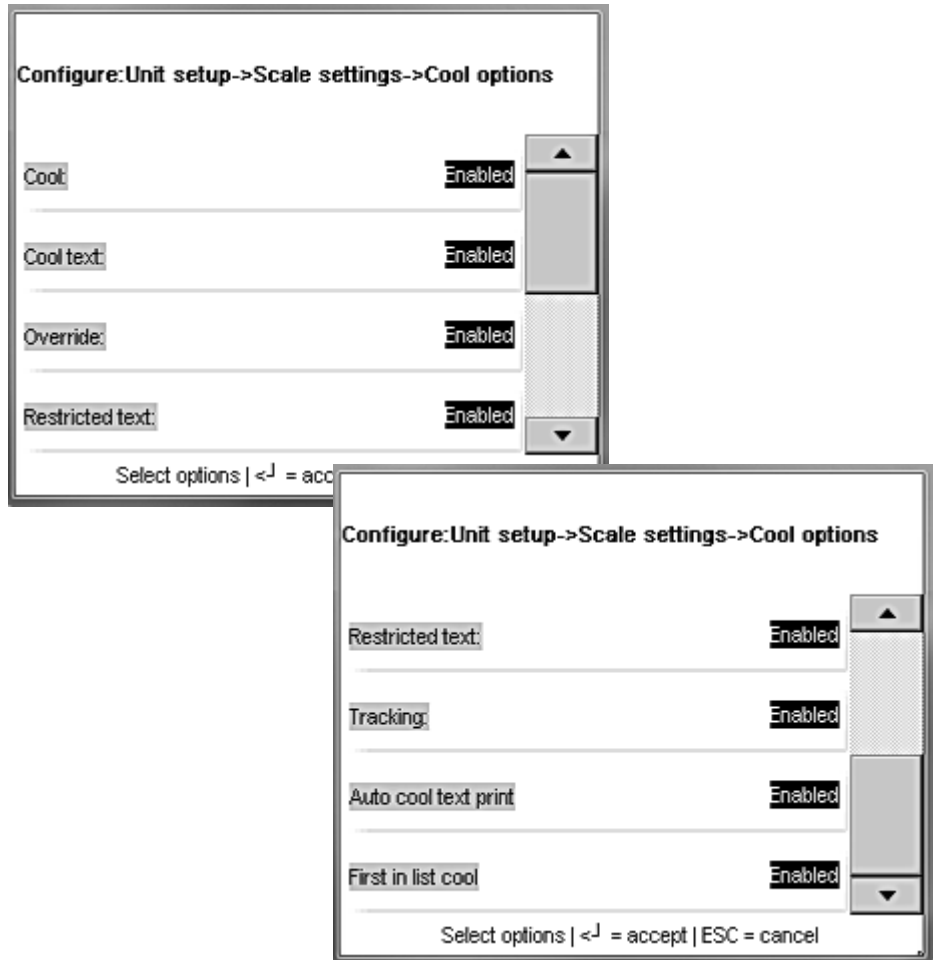 Configure:Unit setup->Scale settings->Cool options
Cool: Enabled
Cool text: Enabled
Override: Enabled
Restricted text: Enabled
Select options | <┘ = acc
Configure:Unit setup->Scale settings->Cool options
Restricted text: Enabled
Tracking: Enabled
Auto cool text print Enabled
First in list cool Enabled
Select options | <┘ = accept | ESC = cancel